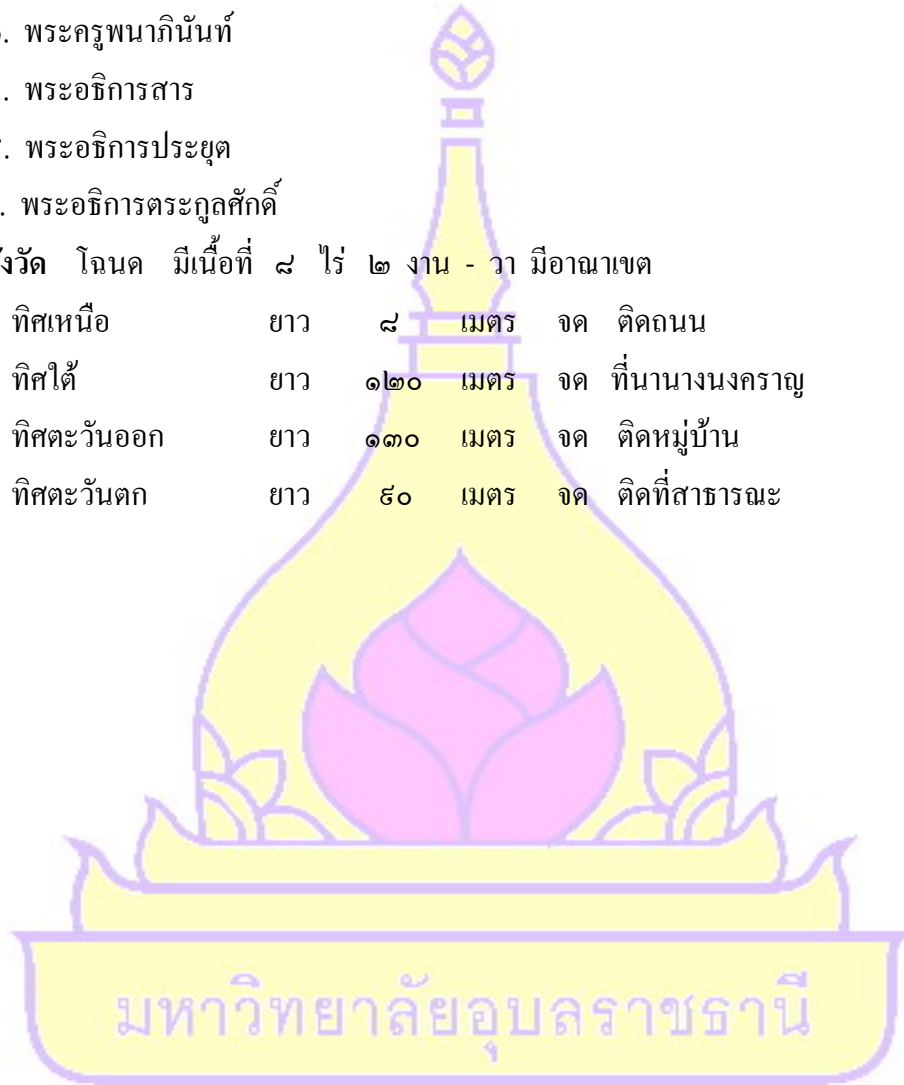 . พระครูพนาภินันท์
. พระอธิการสาร
. พระอธิการประยุต
. พระอธิการตระกูลศักดิ์
โฉนด มีเนื้อที่ ๘ ไร่ ๒ งาน - วา มีอาณาเขต
ทิศเหนือ ยาว ๘ เมตร จด ติดถนน
ทิศใต้ ยาว ๑๒๐ เมตร จด ที่นานางนงคราญ
ทิศตะวันออก ยาว ๑๓๐ เมตร จด ติดหมู่บ้าน
ทิศตะวันตก ยาว ๙๐ เมตร จด ติดที่สาธารณะ
มหาวิทยาลัยอุบลราชธานี